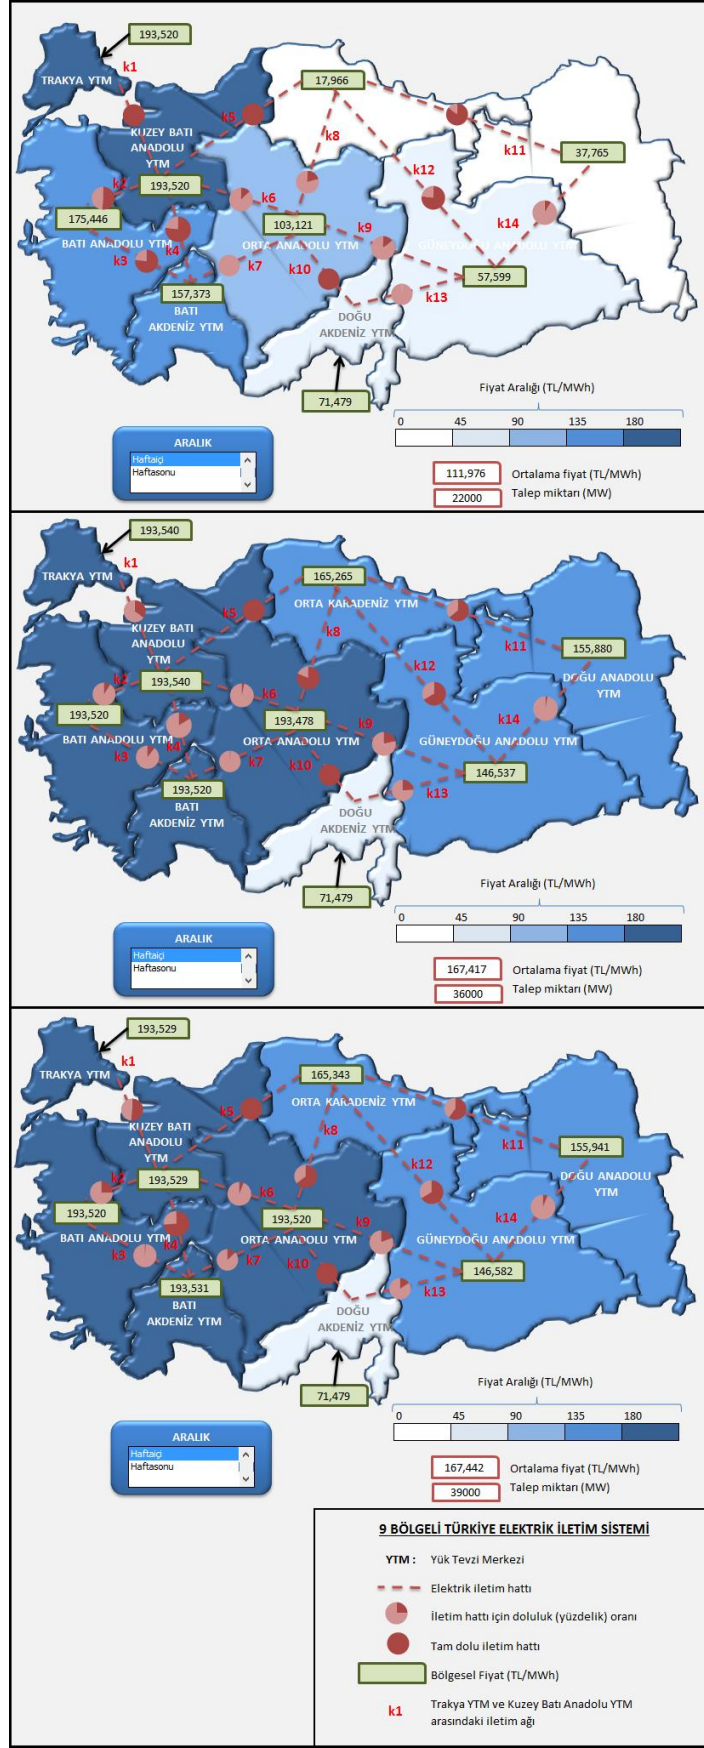 193,520
k1
TRAKYA YTM
17,966
k5
KUZEY BATI
ANADOLU
YTM
k8
k11
37,765
k2
193,520
k12
k6
175,446
103,121
k9
k14
BATI ANADOLU YTM
k4
ORTA ANADOLU YTM
GÜNEYDOĞU ANADOLU YTM
k3
k7
k10
57,599
157,373
k13
BATI
AKDENİZ YTM
DOĞU
AKDENİZ YTM
71,479
Fiyat Aralığı (TL/MWh)
0 45 90 135 180
ARALIK
Haftaiçi
Haftasonu
111,976 Ortalama fiyat (TL/MWh)
22000 Talep miktarı (MW)
193,540
k1
TRAKYA YTM
165,265
ORTA KARADENİZ YTM
k5
KUZEY BATI
ANADOLU
YTM
k8
k11
155,880
DOĞU ANADOLU
YTM
k2
193,540
k12
k6
193,520
193,478
k9
k14
BATI ANADOLU YTM
k4
ORTA ANADOLU YTM
GÜNEYDOĞU ANADOLU YTM
k3
k7
k10
146,537
193,520
k13
BATI
AKDENİZ YTM
DOĞU
AKDENİZ YTM
71,479
Fiyat Aralığı (TL/MWh)
0 45 90 135 180
ARALIK
Haftaiçi
Haftasonu
167,417 Ortalama fiyat (TL/MWh)
36000 Talep miktarı (MW)
193,529
k1
TRAKYA YTM
165,343
ORTA KARADENİZ YTM
k5
KUZEY BATI
ANADOLU
YTM
k8
k11
155,941
DOĞU ANADOLU
YTM
k2
193,529
k12
k6
193,520
193,520
k9
k14
BATI ANADOLU YTM
k4
ORTA ANADOLU YTM
GÜNEYDOĞU ANADOLU YTM
k3
k7
k10
146,582
193,531
k13
BATI
AKDENİZ YTM
DOĞU
AKDENİZ YTM
71,479
Fiyat Aralığı (TL/MWh)
0 45 90 135 180
ARALIK
Haftaiçi
Haftasonu
167,442 Ortalama fiyat (TL/MWh)
39000 Talep miktarı (MW)
9 BÖLGELİ TÜRKİYE ELEKTRİK İLETİM SİSTEMİ
YTM : Yük Tevzi Merkezi
Elektrik iletim hattı
İletim hattı için doluluk (yüzdelik) oranı
Tam dolu iletim hattı
Bölgesel Fiyat (TL/MWh)
k1 Trakya YTM ve Kuzey Batı Anadolu YTM
arasındaki iletim ağı